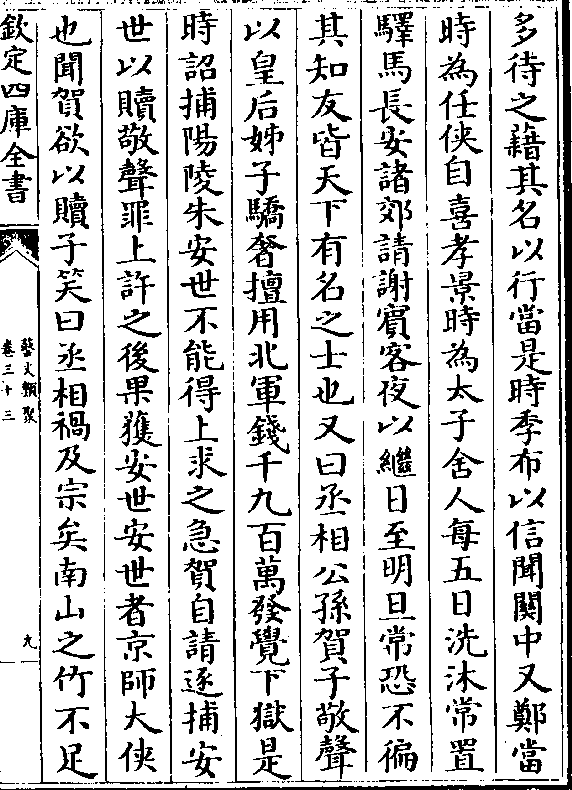 多待之藉其名以行當是時季布以信聞關中又鄭當
時為任俠自喜孝景時為太子舍人每五日洗沐常置
驛馬長安諸郊請謝賓客夜以繼日至明旦常恐不徧
其知友皆天下有名之士也又曰丞相公孫賀子敬聲
以皇后姊子驕奢擅用北軍錢千九百萬發覺下獄是
時詔捕陽陵朱安世不能得上求之急賀自請逐捕安
世以贖敬聲罪上許之後果獲安世安世者京師大俠
也聞賀欲以贖子笑曰丞相禍及宗矣南山之竹不足
欽定四庫全書
藝文類聚
卷三十三
九